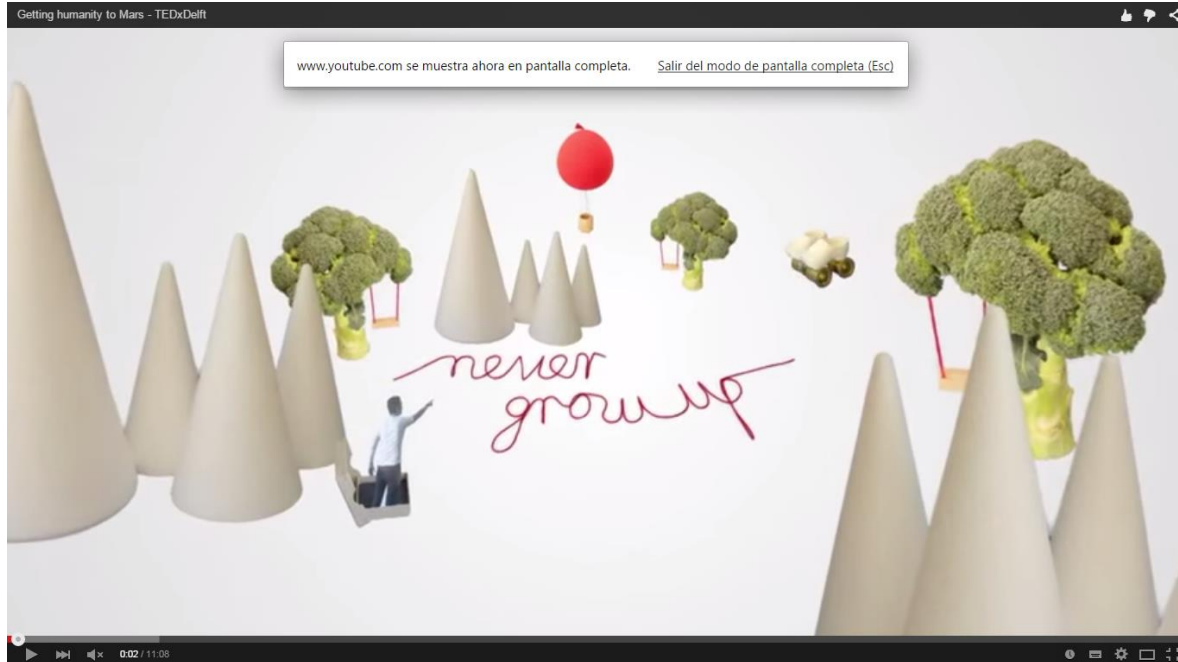 Getting humanity to Mars - TEDxDelft
www.youtube.com se muestra ahora en pantalla completa. Salir del modo de pantalla completa (Esc)
never
grow up
0:02 / 11:08